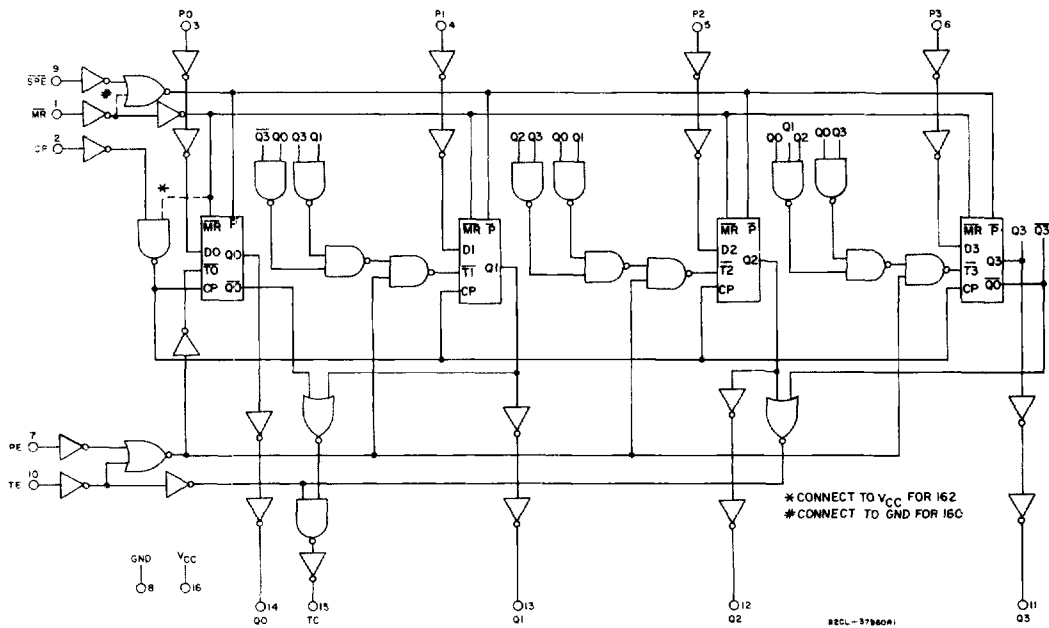 P0
3
P1
4
P2
5
P3
6
9
SPE
#
1
MR
2
CP
*
Q3 Q0 Q3 Q1
Q2 Q3 Q0 Q1
Q0 Q1 Q2 Q0 Q3
MR P
D0 Q0
T0
CP Q0
MR P
D1
T1 Q1
CP
MR P
D2
T2 Q2
CP
MR P
D3
Q3
T3
Q0
CP
Q3 Q3
7
PE
10
TE
* CONNECT TO VCC FOR 162
# CONNECT TO GND FOR 160
GND
8
VCC
16
14
Q0
15
TC
13
Q1
12
Q2
11
Q3
92CL-37960R1